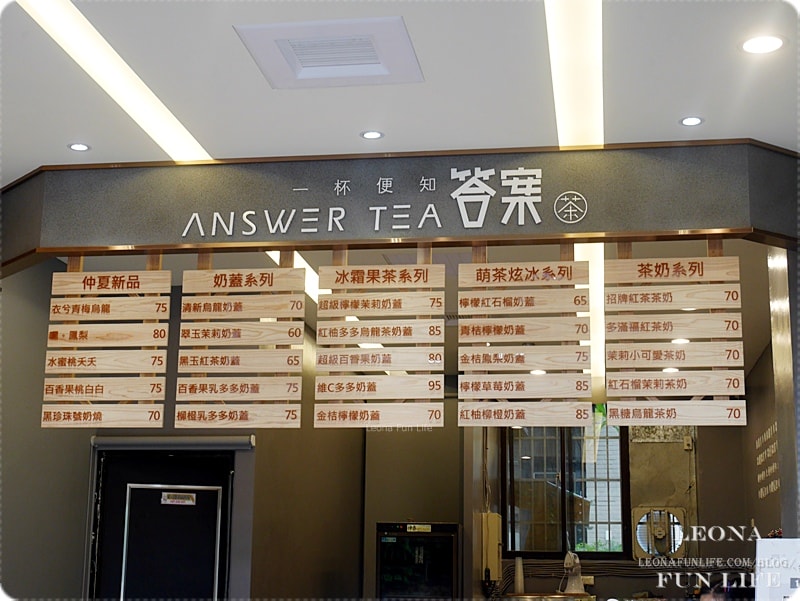 一杯便知
ANSWER TEA 答案 茶
仲夏新品
衣兮青梅烏龍 75
嘿,鳳梨 80
水蜜桃夭夭 75
百香果桃白白 75
黑珍珠號奶燒 70
奶蓋系列
清新烏龍奶蓋 70
翠玉茉莉奶蓋 60
黑玉紅茶奶蓋 65
百香果乳多多奶蓋 75
柳橙乳多多奶蓋 75
冰霜果茶系列
超級檸檬茉莉奶蓋 75
紅柚多多烏龍茶奶蓋 85
超級百香果奶蓋 80
維C多多奶蓋 95
金桔檸檬奶蓋 70
萌茶炫冰系列
檸檬紅石榴奶蓋 65
青桔檸檬奶蓋 70
金桔鳳梨奶蓋 75
檸檬草莓奶蓋 85
紅柚柳橙奶蓋 85
茶奶系列
招牌紅茶茶奶 70
多滿撮紅茶奶 70
茉莉小可愛茶奶 70
紅石榴茉莉茶奶 70
黑糖烏龍茶奶 70
Leona Fun Life
LEONA
LEONAFUNLIFE.COM/BLOG/
FUN LIFE